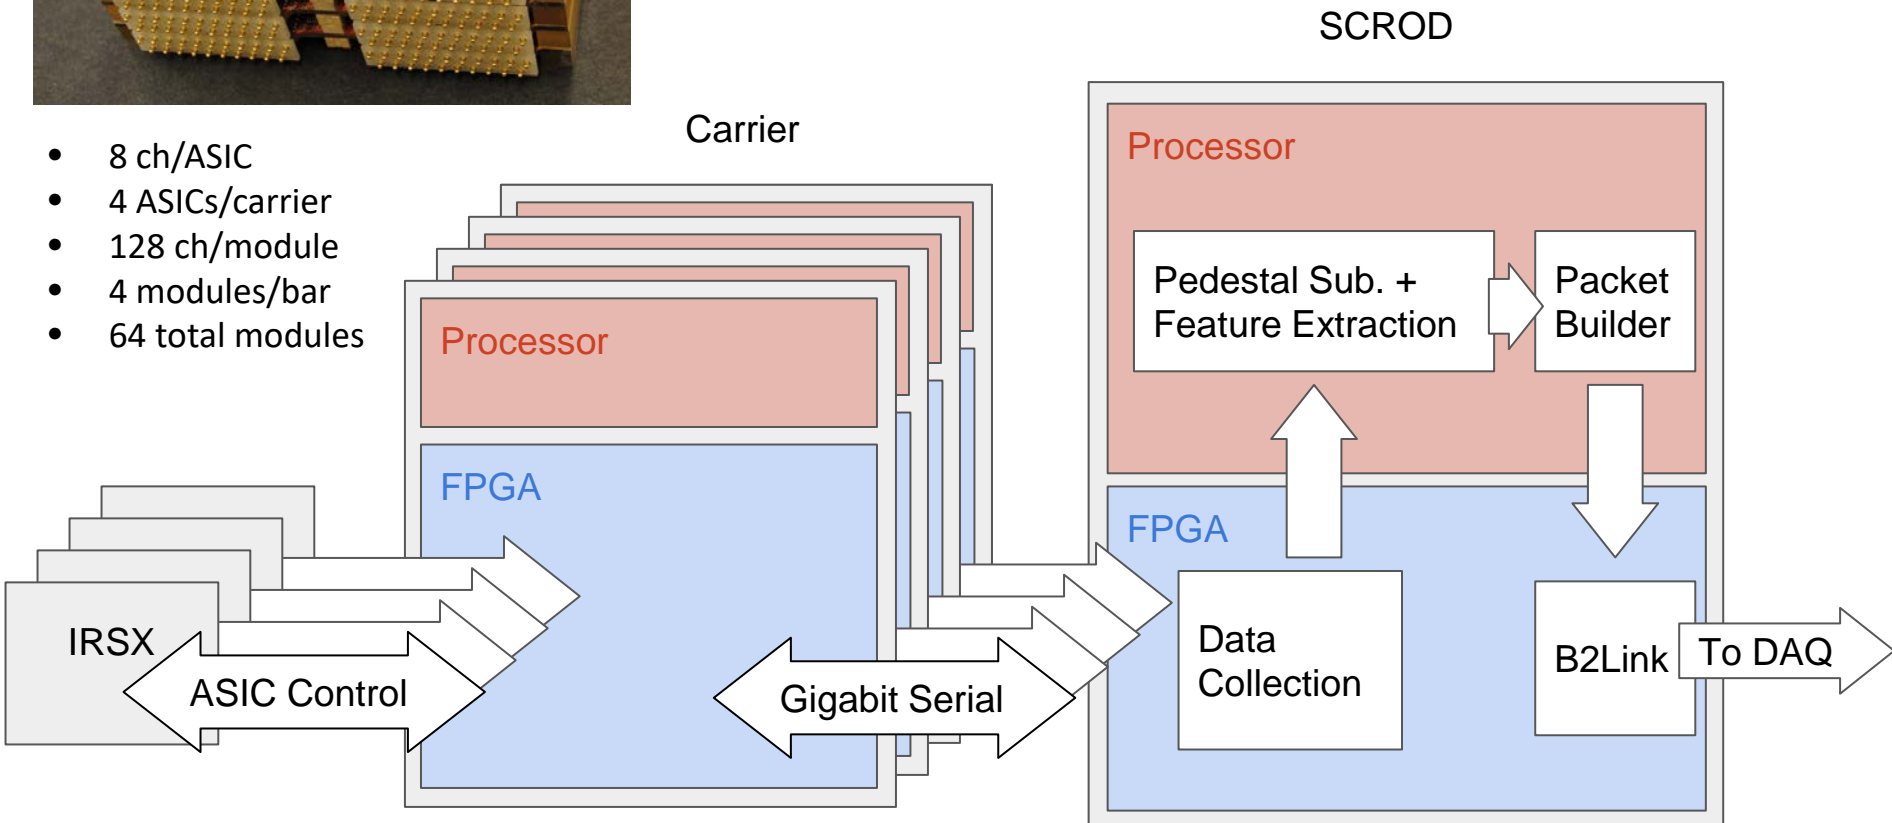 SCROD
Carrier
• 8 ch/ASIC
• 4 ASICs/carrier
• 128 ch/module
• 4 modules/bar
• 64 total modules
Processor
FPGA
IRSX
ASIC Control
Gigabit Serial
Processor
Pedestal Sub. +
Feature Extraction
Packet
Builder
FPGA
Data
Collection
B2Link
To DAQ